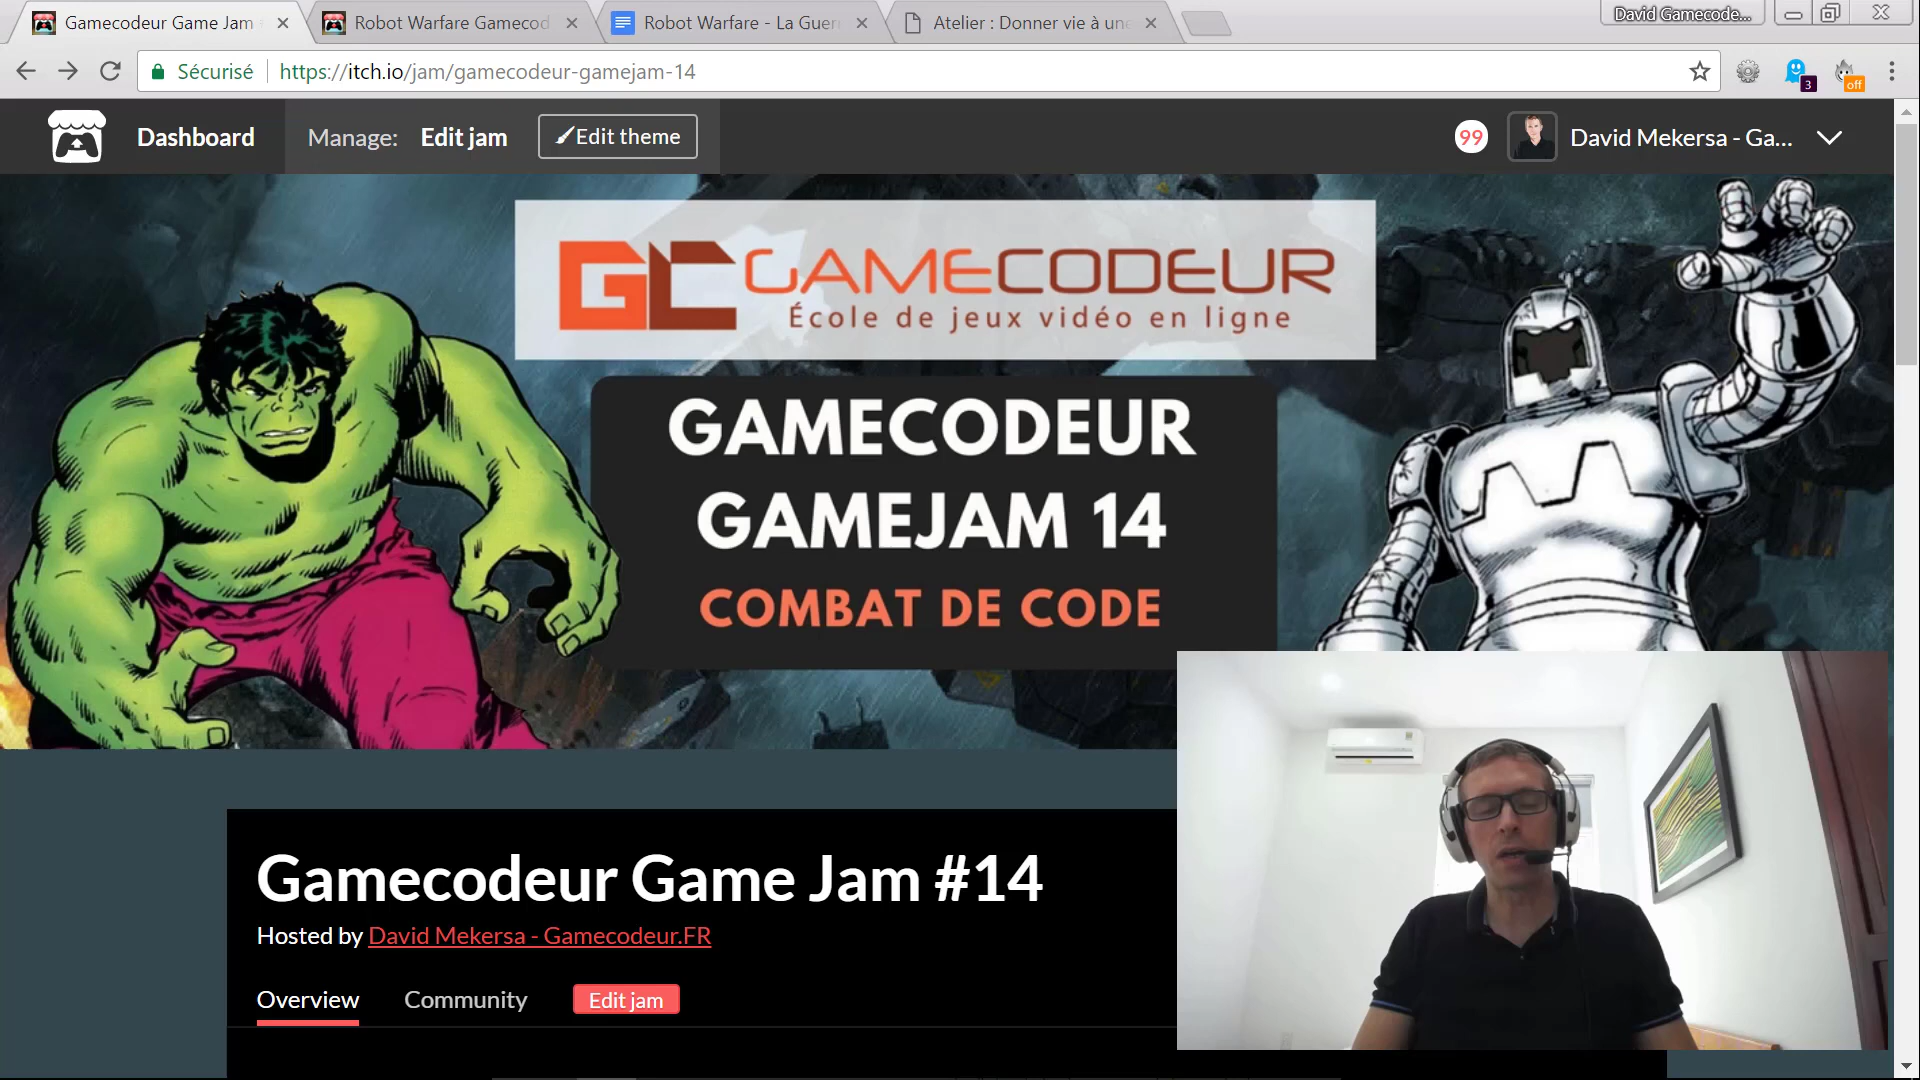 Gamecodeur Game Jam
Robot Warfare Gamecod
Robot Warfare - La Guer
Atelier : Donner vie à une
David Gamecode...
Sécurisé
https://itch.io/jam/gamecodeur-gamejam-14
3
off
Dashboard
Manage:
Edit jam
Edit theme
99
David Mekersa - Ga...
GC GAMECODEUR
École de jeux vidéo en ligne
GAMECODEUR
GAMEJAM 14
COMBAT DE CODE
Gamecodeur Game Jam #14
Hosted by David Mekersa - Gamecodeur.FR
Overview
Community
Edit jam